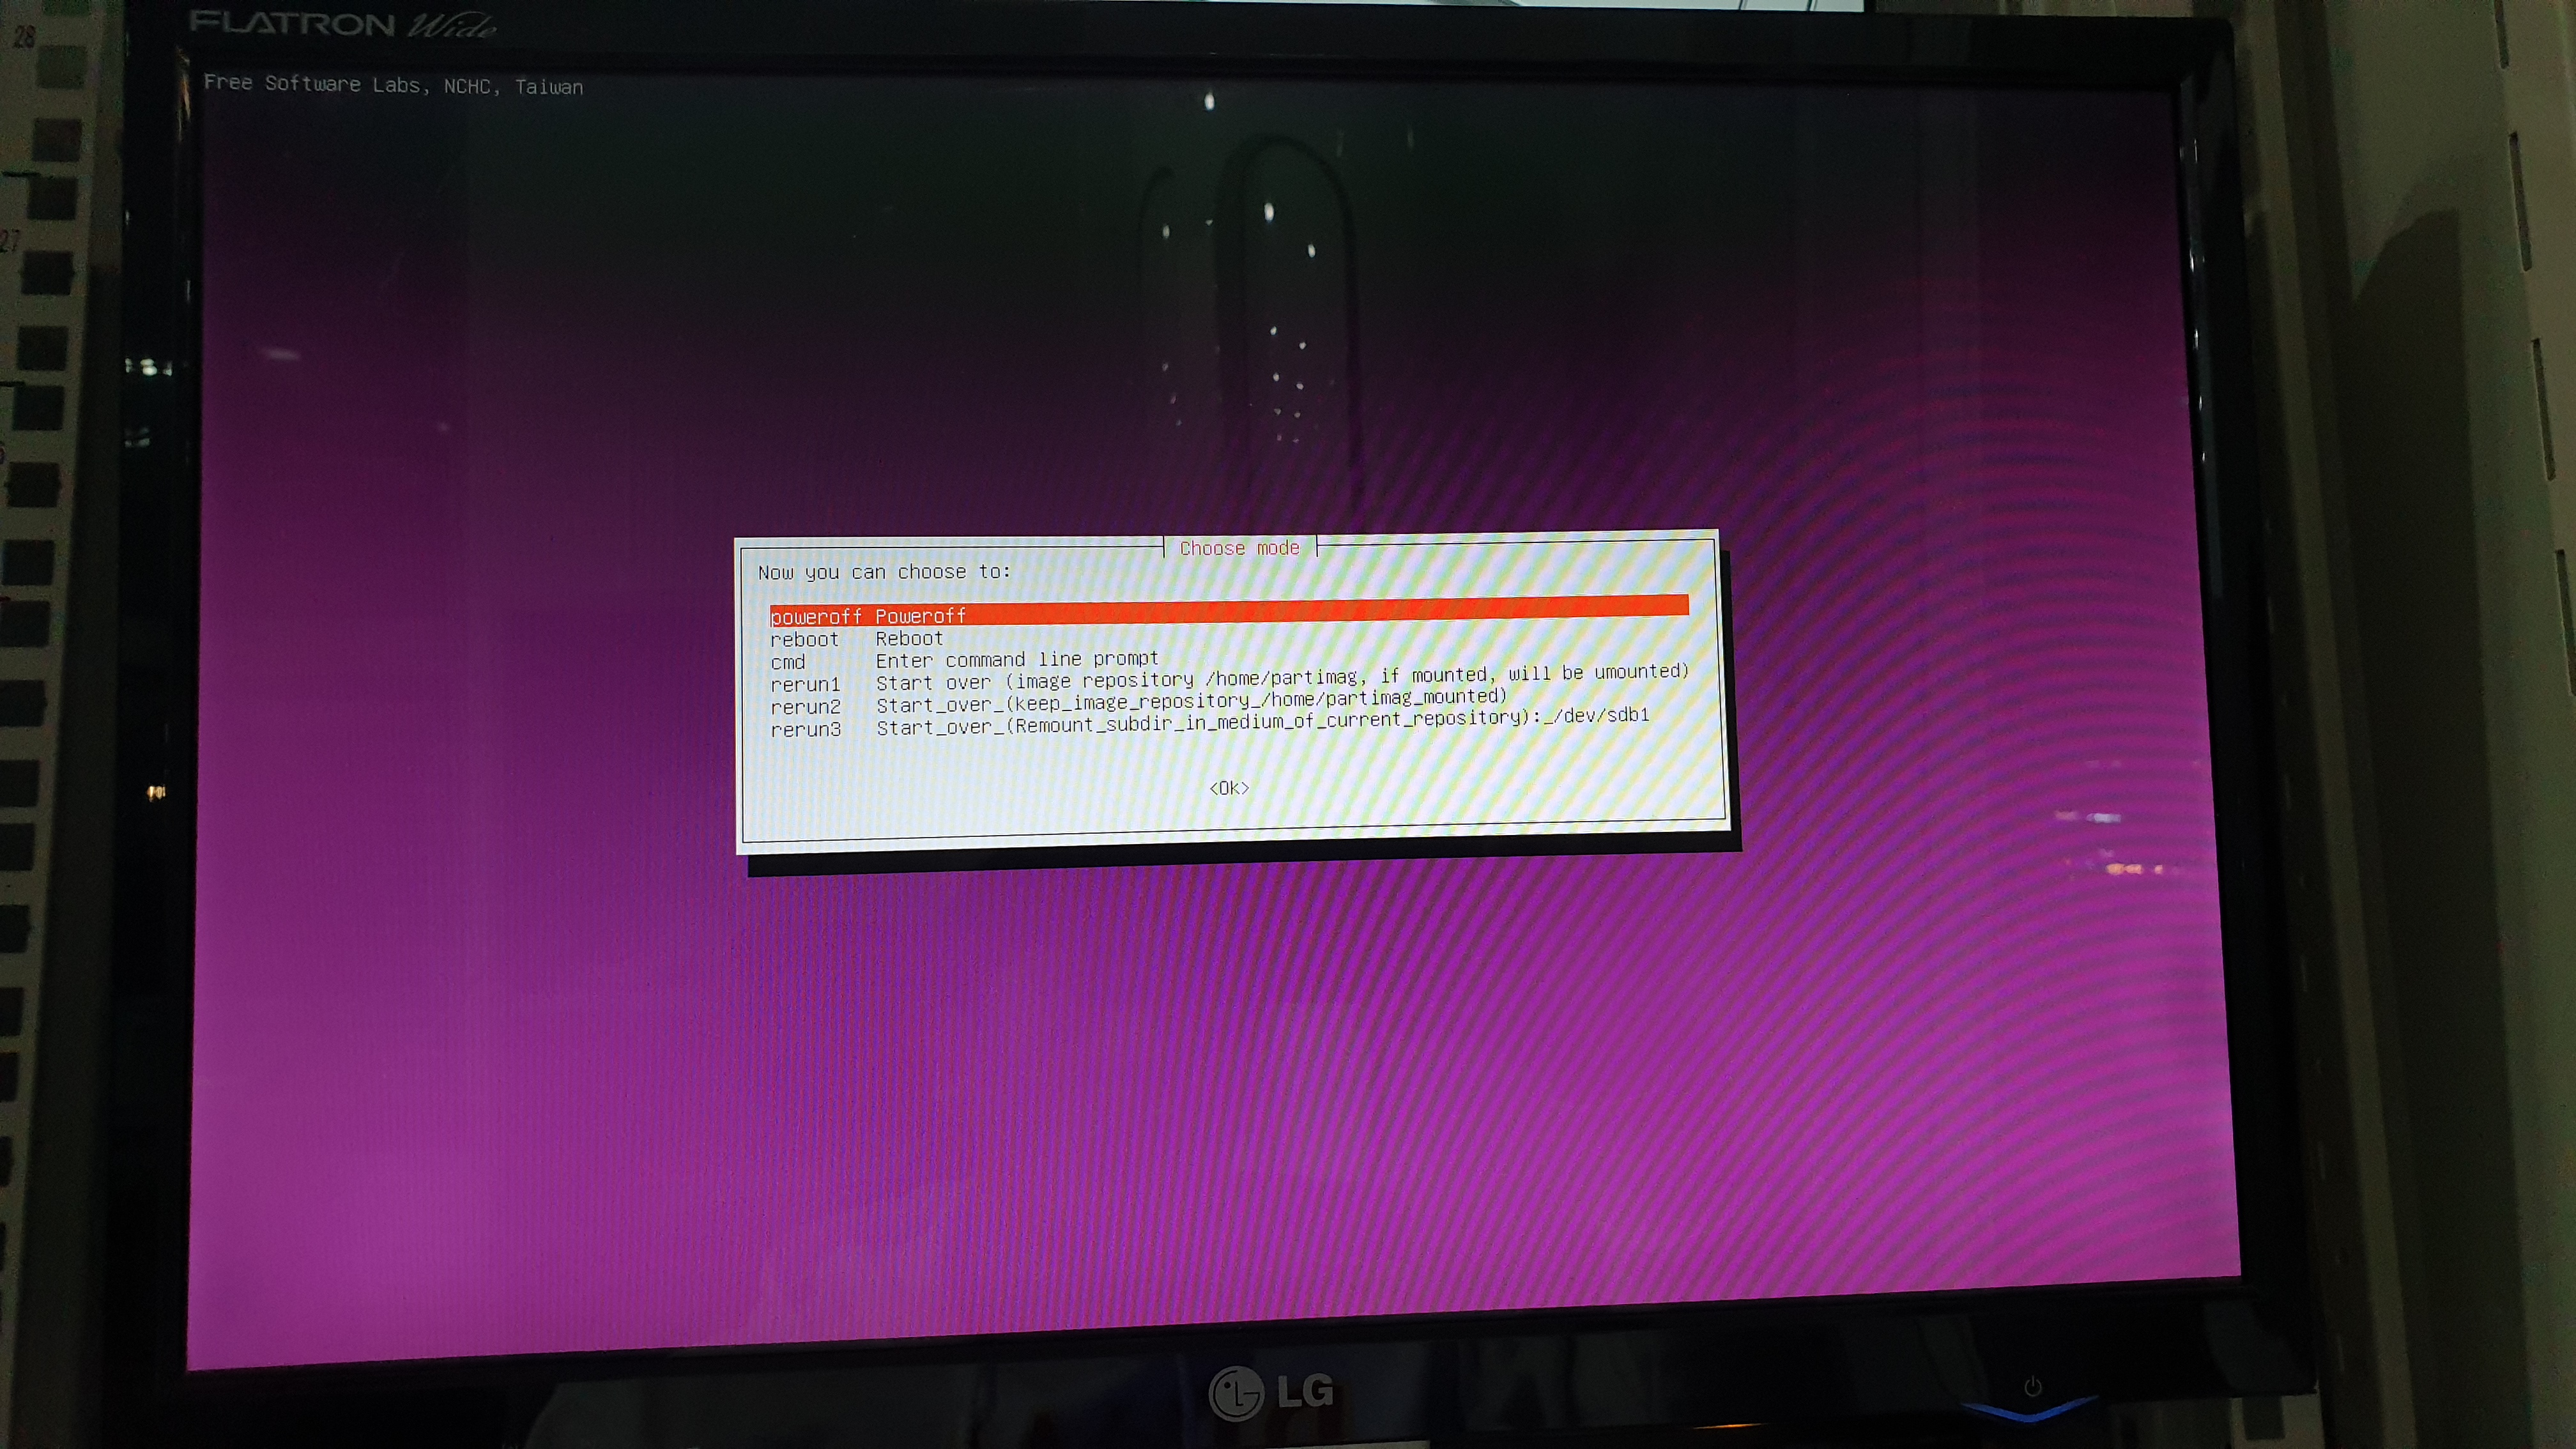 28
FLATRON Wide
Free Software Labs, NCHC, Taiwan
27
Choose mode
Now you can choose to:
poweroff Poweroff
reboot Reboot
cmd Enter command line prompt
rerun1 Start over (image repository /home/partimag, if mounted, will be umounted)
rerun2 Start_over_(keep_image_repository_/home/partimag_mounted)
rerun3 Start_over_(Remount_subdir_in_medium_of_current_repository):_/dev/sdb1
<Ok>
LG